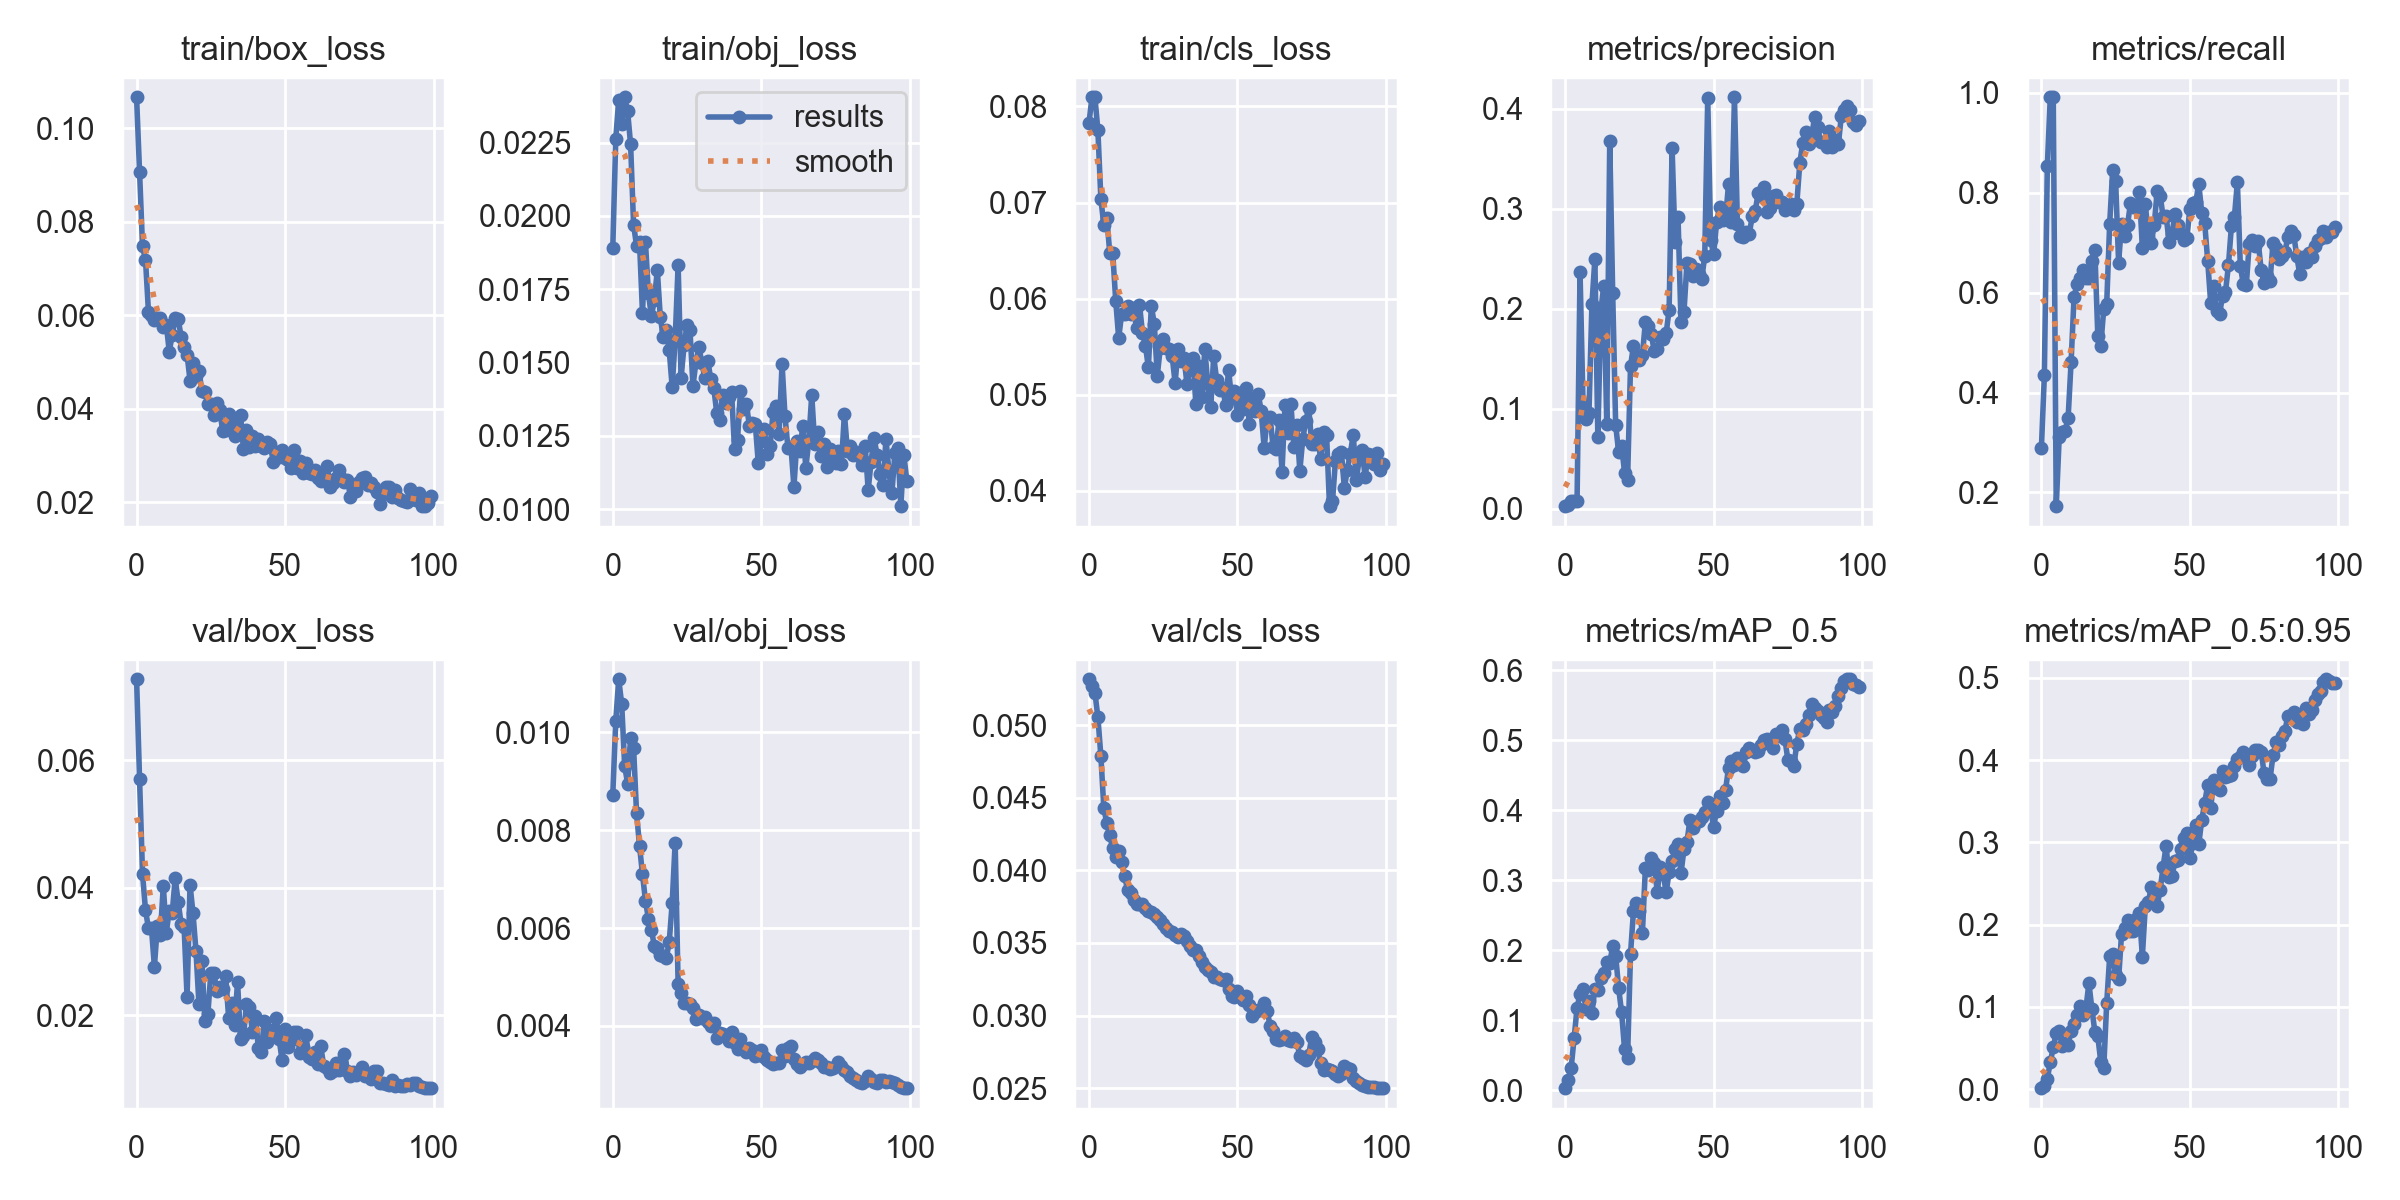 train/box_loss
0.10
0.08
0.06
0.04
0.02
0 50 100
train/obj_loss
results
smooth
0.0225
0.0200
0.0175
0.0150
0.0125
0.0100
0 50 100
train/cls_loss
0.08
0.07
0.06
0.05
0.04
0 50 100
metrics/precision
0.4
0.3
0.2
0.1
0.0
0 50 100
metrics/recall
1.0
0.8
0.6
0.4
0.2
0 50 100
val/box_loss
0.06
0.04
0.02
0 50 100
val/obj_loss
0.010
0.008
0.006
0.004
0 50 100
val/cls_loss
0.050
0.045
0.040
0.035
0.030
0.025
0 50 100
metrics/mAP_0.5
0.6
0.5
0.4
0.3
0.2
0.1
0.0
0 50 100
metrics/mAP_0.5:0.95
0.5
0.4
0.3
0.2
0.1
0.0
0 50 100